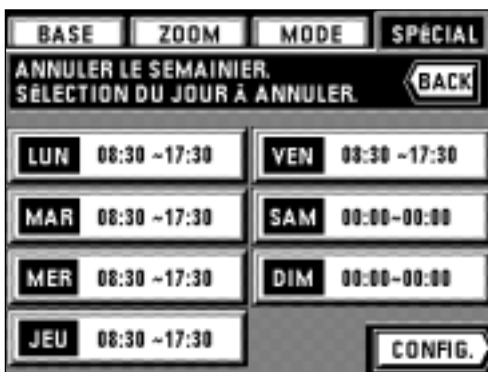 BASE ZOOM MODE SPÉCIAL
ANNULER LE SEMAINIER.
SÉLECTION DU JOUR À ANNULER.
BACK
LUN 08:30 ~17:30
VEN 08:30 ~17:30
MAR 08:30 ~17:30
SAM 00:00~00:00
MER 08:30 ~17:30
DIM 00:00~00:00
JEU 08:30 ~17:30
CONFIG.